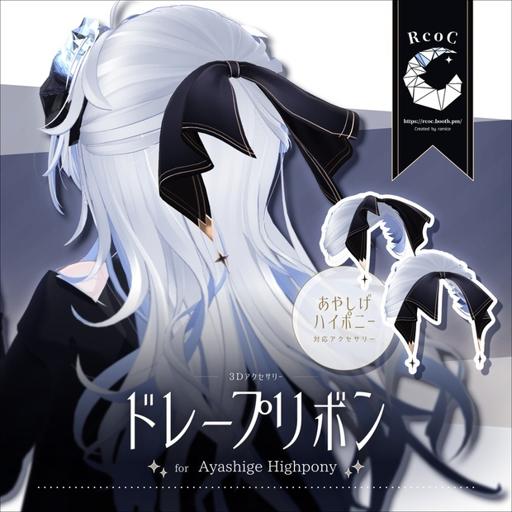 RcoC
https://rcoc.booth.pm/
Created by ramice
あやしげ
ハイポニー
対応アクセサリー
3Dアクセサリー
ドレープリボン
for Ayashige Highpony